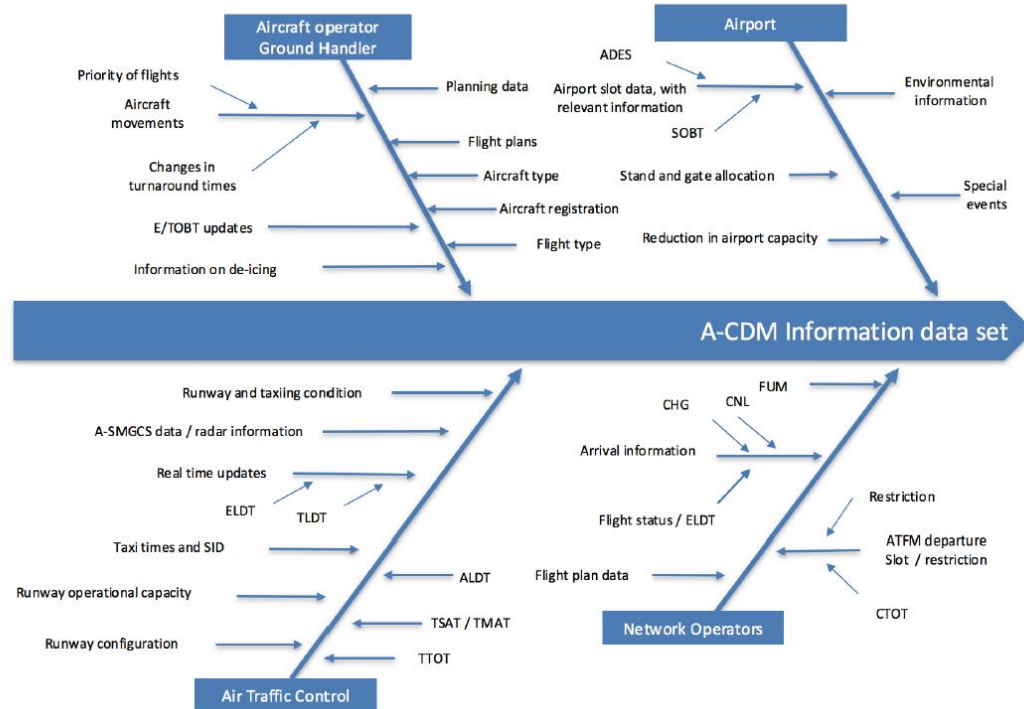 Aircraft operator
Ground Handler
Airport
Priority of flights
Aircraft
movements
Changes in
turnaround times
E/TOBT updates
Information on de-icing
Planning data
Flight plans
Aircraft type
Aircraft registration
Flight type
ADES
Airport slot data, with
relevant information
SOBT
Stand and gate allocation
Reduction in airport capacity
Environmental
information
Special
events
A-CDM Information data set
Runway and taxiing condition
A-SMGCS data / radar information
Real time updates
ELDT
TLDT
Taxi times and SID
Runway operational capacity
Runway configuration
ALDT
TSAT / TMAT
TTOT
Air Traffic Control
FUM
CHG
CNL
Arrival information
Flight status / ELDT
Flight plan data
Restriction
ATFM departure
Slot / restriction
CTOT
Network Operators